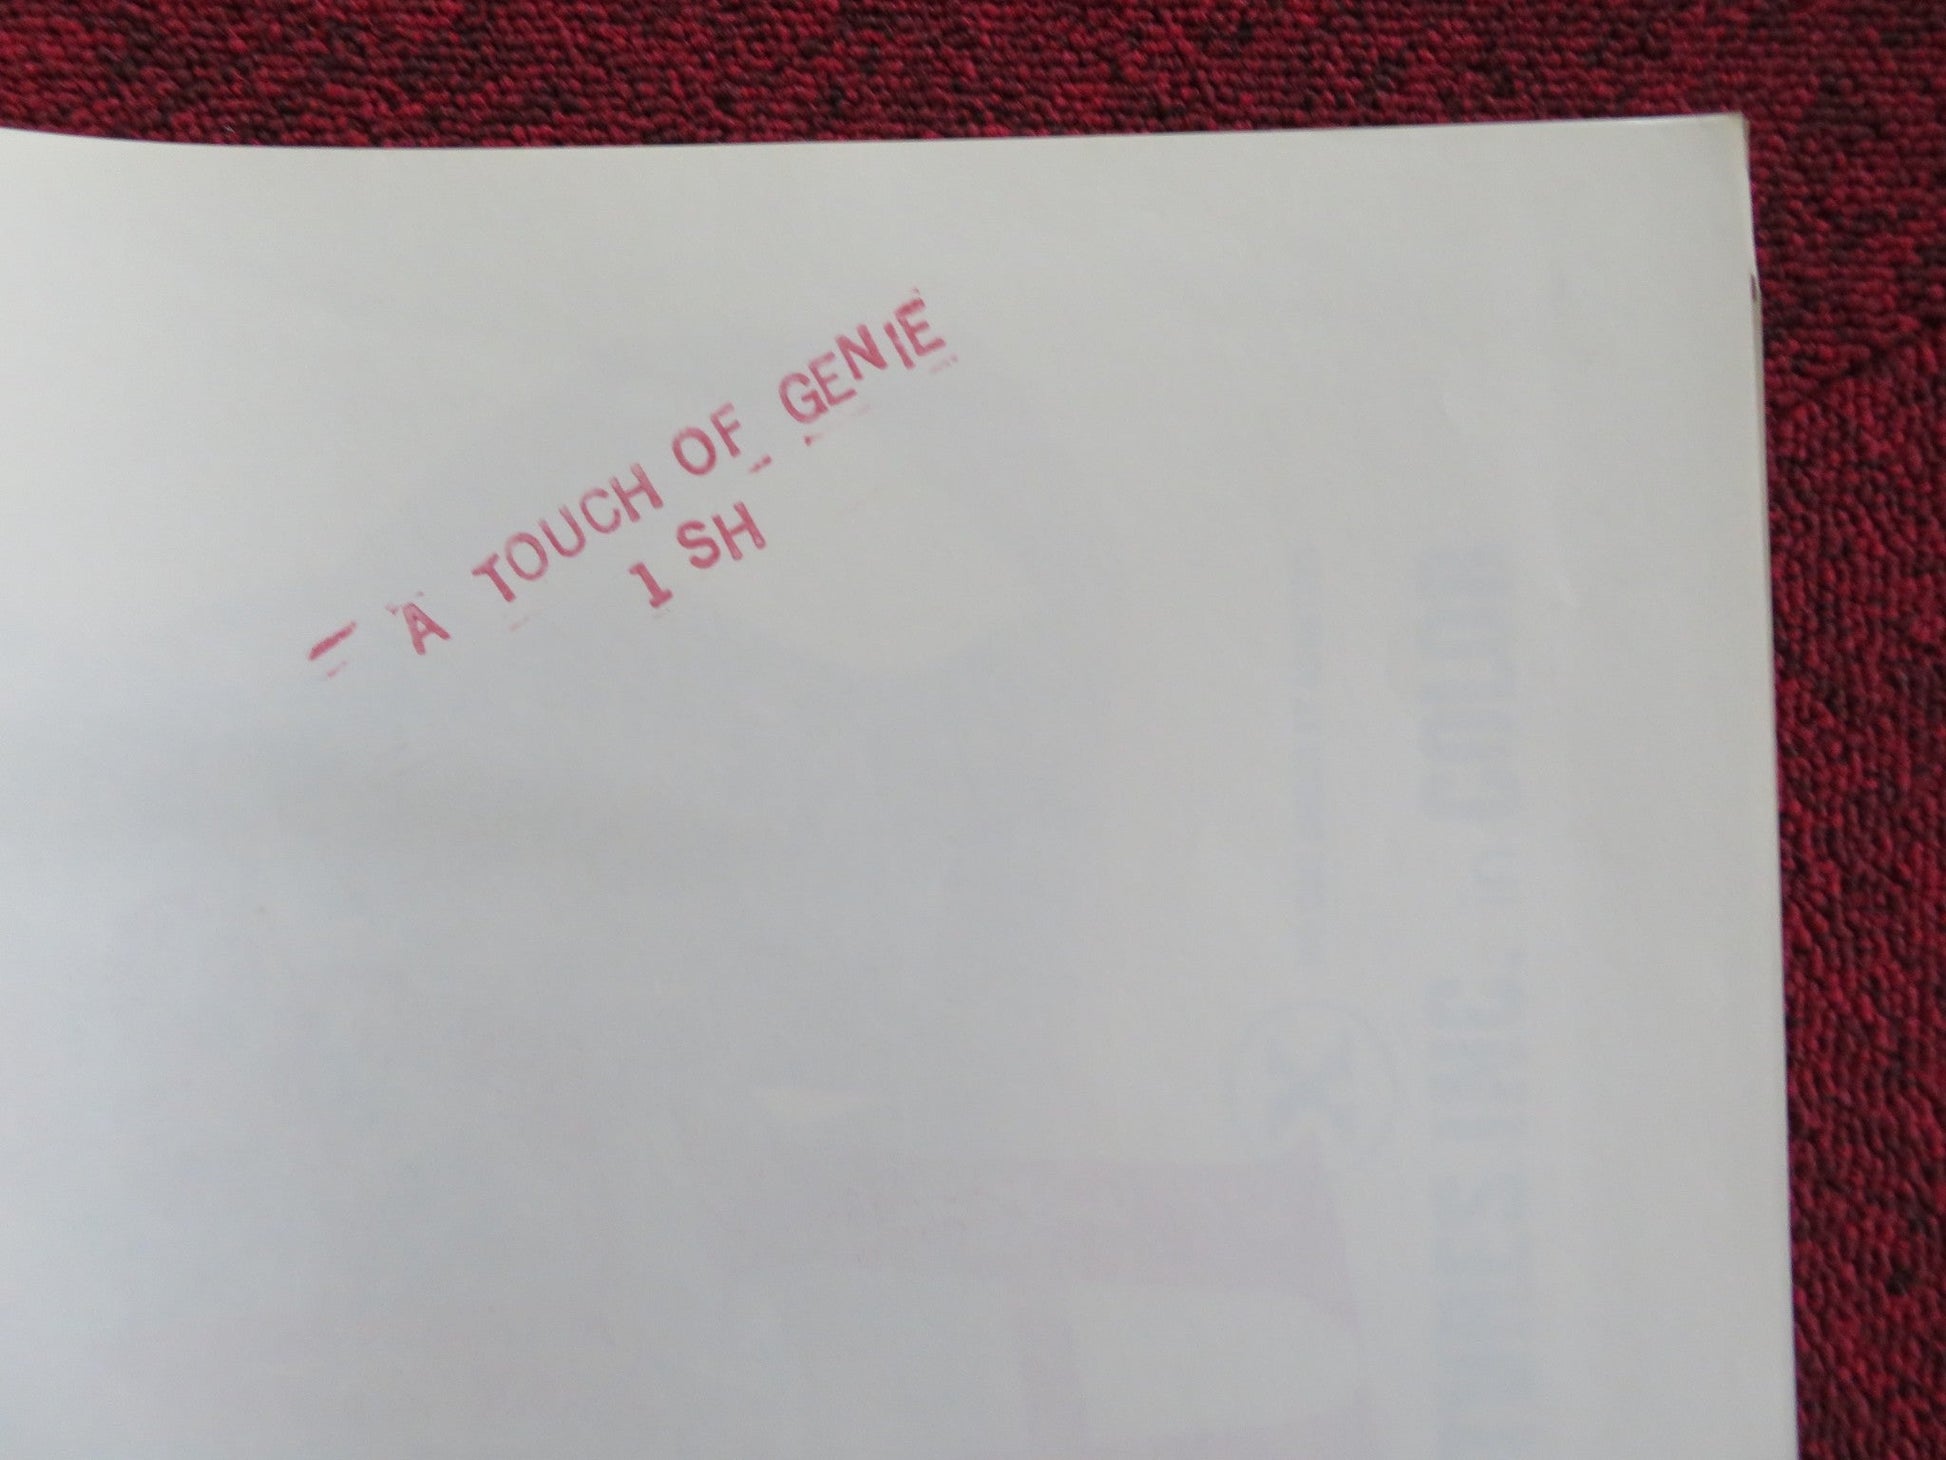 - A TOUCH OF GENIE
1 SH